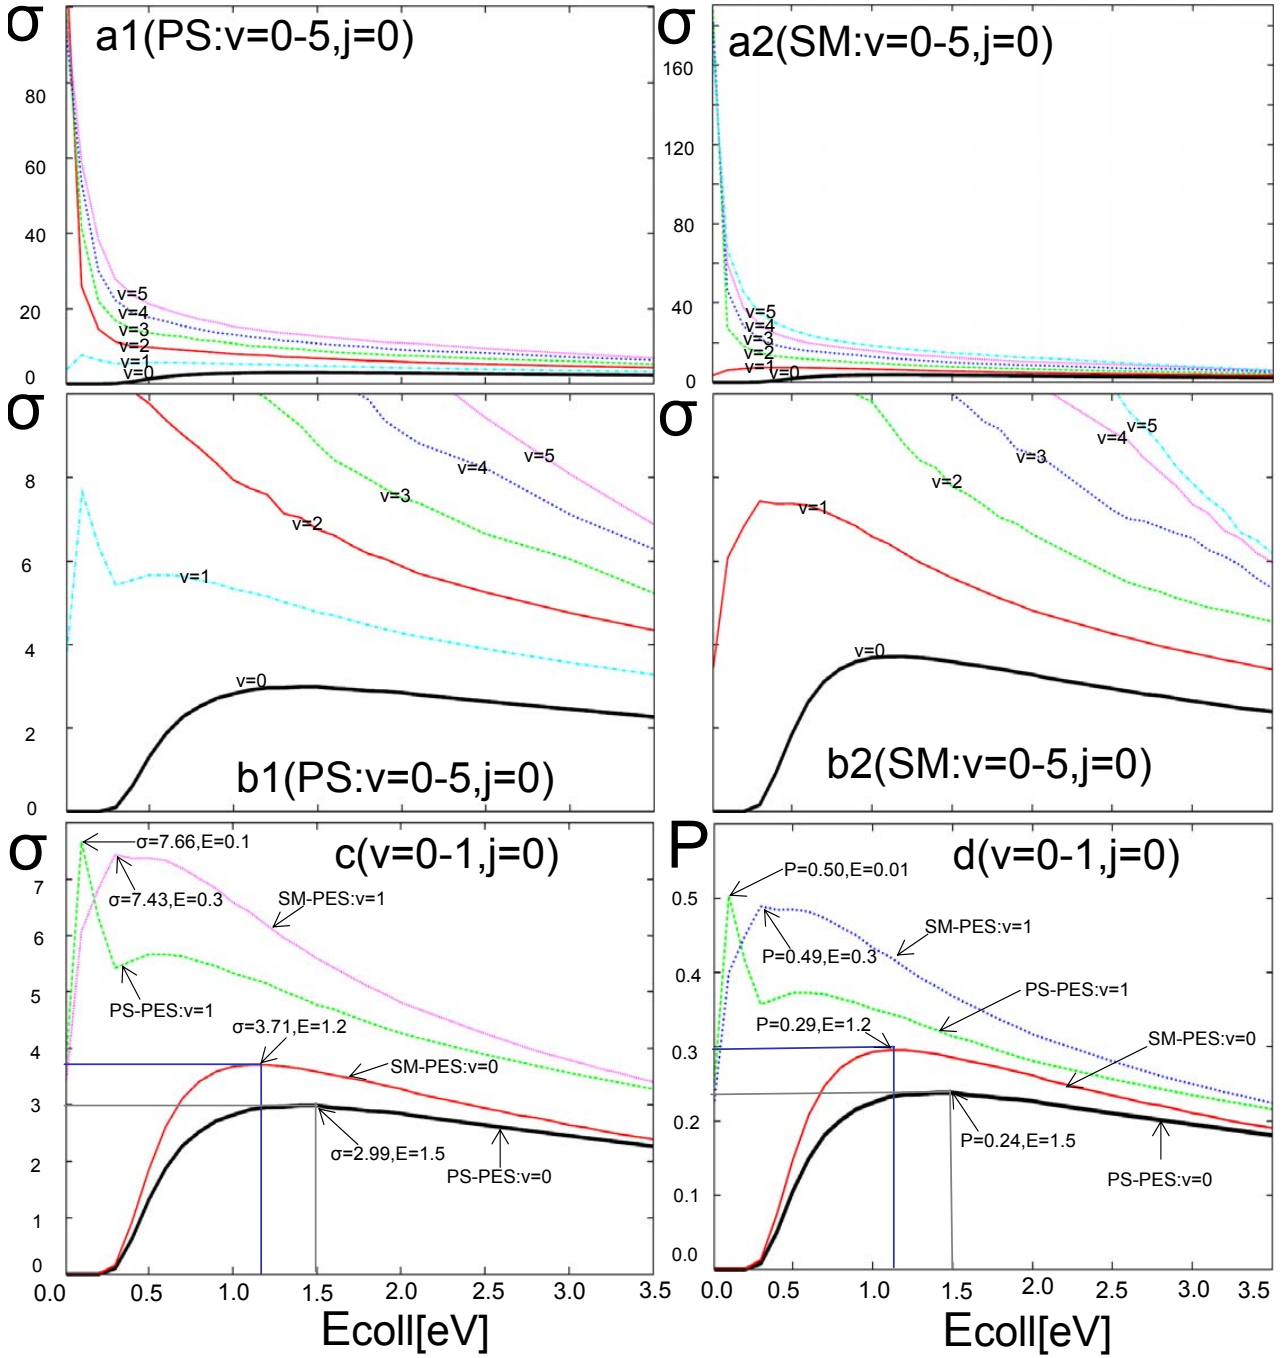 σ
a1(PS:v=0-5,j=0)
80
60
40
20
0
v=5
v=4
v=3
v=2
v=1
v=0
σ
a2(SM:v=0-5,j=0)
160
120
80
40
0
v=5
v=4
v=3
v=2
v=1
v=0
σ
8
6
4
2
0
v=5
v=4
v=3
v=2
v=1
v=0
b1(PS:v=0-5,j=0)
σ
v=5
v=4
v=3
v=2
v=1
v=0
b2(SM:v=0-5,j=0)
σ
c(v=0-1,j=0)
7
6
5
4
3
2
1
0
σ=7.66,E=0.1
σ=7.43,E=0.3
SM-PES:v=1
PS-PES:v=1
σ=3.71,E=1.2
SM-PES:v=0
σ=2.99,E=1.5
PS-PES:v=0
0.0 0.5 1.0 1.5 2.0 2.5 3.0 3.5
Ecoll[eV]
P
d(v=0-1,j=0)
0.5
0.4
0.3
0.2
0.1
0.0
P=0.50,E=0.01
SM-PES:v=1
P=0.49,E=0.3
PS-PES:v=1
P=0.29,E=1.2
SM-PES:v=0
P=0.24,E=1.5
PS-PES:v=0
0.0 0.5 1.0 1.5 2.0 2.5 3.0 3.5
Ecoll[eV]